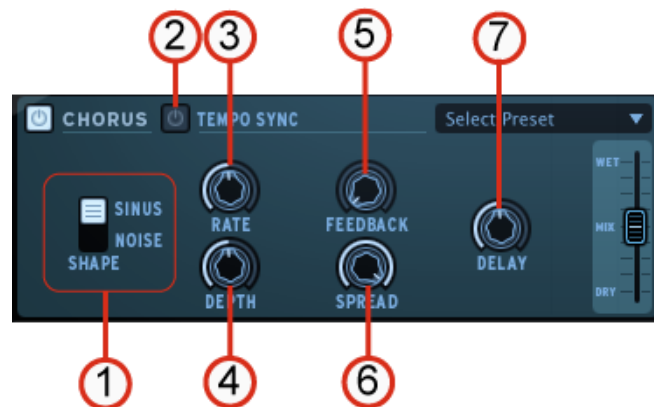 2 3 5 7
CHORUS TEMPO SYNC Select Preset
WET
SINUS
NOISE
SHAPE
RATE FEEDBACK
MIX
DELAY
DEPTH SPREAD
DRY
1 4 6